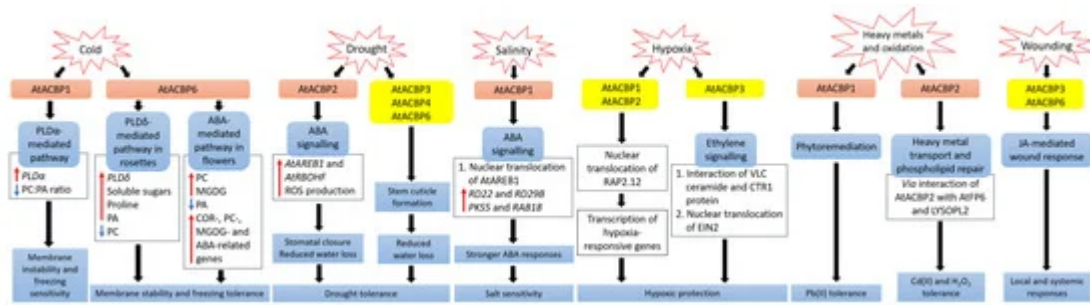 Cold
Drought
Salinity
Hypoxia
Heavy metals
and oxidation
Wounding
AtACBP1
AtACBP6
AtACBP2
AtACBP3
AtACBP4
AtACBP6
AtACBP1
AtACBP1
AtACBP2
AtACBP3
AtACBP1
AtACBP2
AtACBP3
AtACBP6
PLDα-
mediated
pathway
PLDδ-
mediated
pathway in
rosettes
ABA-
mediated
pathway in
flowers
ABA
signalling
ABA
signalling
Ethylene
signalling
Phytoremediation
Heavy metal
transport and
phospholipid repair
JA-mediated
wound response
PLDα
PC:PA ratio
PLDδ
Soluble sugars
Proline
PA
PC
PC
MGDG
PA
COR-, PC-,
MGDG- and
ABA-related
genes
AtAREB1 and
AtRBOHF
ROS production
Stem cuticle
formation
1. Nuclear translocation
of AtAREB1
2. RD22 and RD29B
PKS5 and RAB18
Nuclear
translocation of
RAP2.12
Transcription of
hypoxia-
responsive genes
1. Interaction of VLC
ceramide and CTR1
protein
2. Nuclear translocation
of EIN2
Via interaction of
AtACBP2 with AtFP6
and LYSOPL2
Membrane
instability and
freezing
sensitivity
Membrane stability and freezing tolerance
Stomatal closure
Reduced water loss
Reduced
water loss
Drought tolerance
Stronger ABA responses
Salt sensitivity
Hypoxic protection
Pb(II) tolerance
Cd(II) and H₂O₂
tolerance
Local and systemic
responses